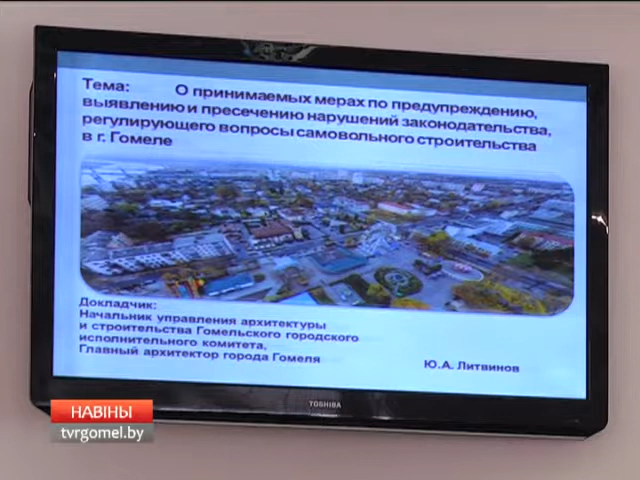 Тема: О принимаемых мерах по предупреждению,
выявлению и пресечению нарушений законодательства,
регулирующего вопросы самовольного строительства
в г. Гомеле
Докладчик:
Начальник управления архитектуры
и строительства Гомельского городского
исполнительного комитета,
Главный архитектор города Гомеля
Ю.А. Литвинов
TOSHIBA
НАВІНЫ
tvrgomel.by